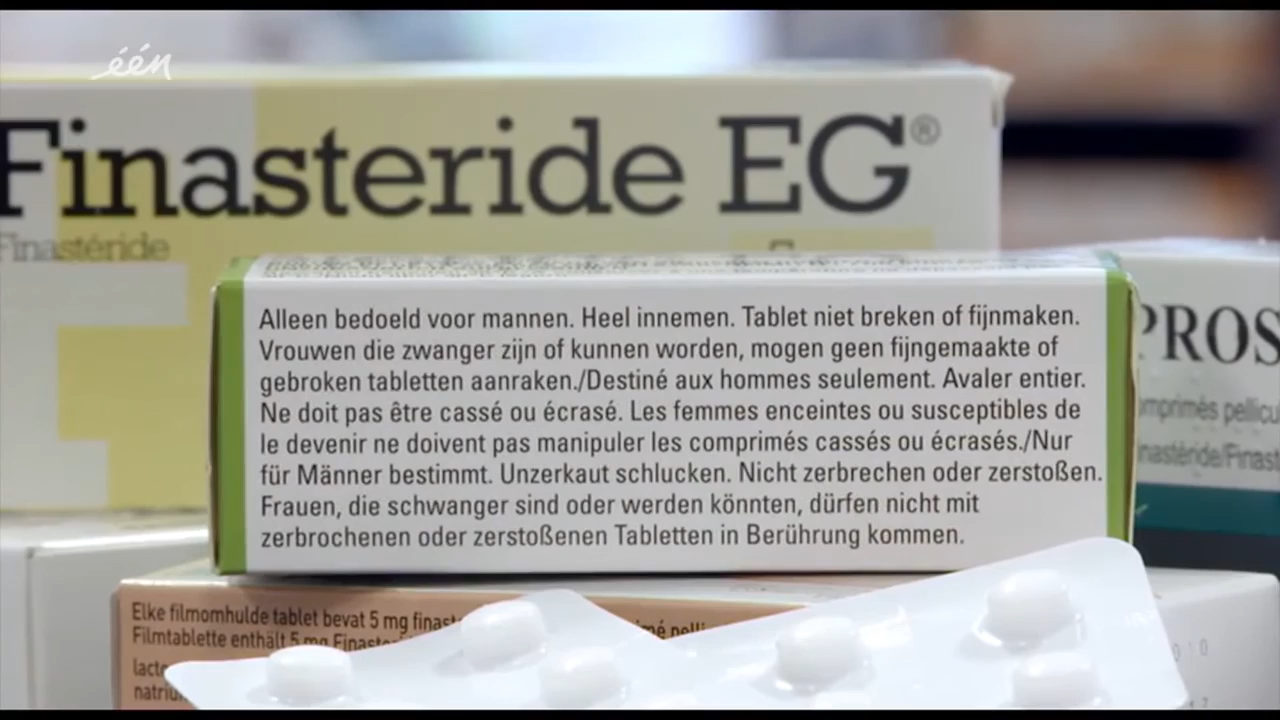 één
Finasteride EG®
Finastéride
Alleen bedoeld voor mannen. Heel innemen. Tablet niet breken of fijnmaken.
Vrouwen die zwanger zijn of kunnen worden, mogen geen fijngemaakte of
gebroken tabletten aanraken./Destiné aux hommes seulement. Avaler entier.
Ne doit pas être cassé ou écrasé. Les femmes enceintes ou susceptibles de
le devenir ne doivent pas manipuler les comprimés cassés ou écrasés./Nur
für Männer bestimmt. Unzerkaut schlucken. Nicht zerbrechen oder zerstoßen.
Frauen, die schwanger sind oder werden könnten, dürfen nicht mit
zerbrochenen oder zerstoßenen Tabletten in Berührung kommen.
PROS
omprimés pellicu
inastéride/Finast
Elke filmomhulde tablet bevat 5 mg finast
Filmtablette enthält 5 mg Finaster
lacto
natriu